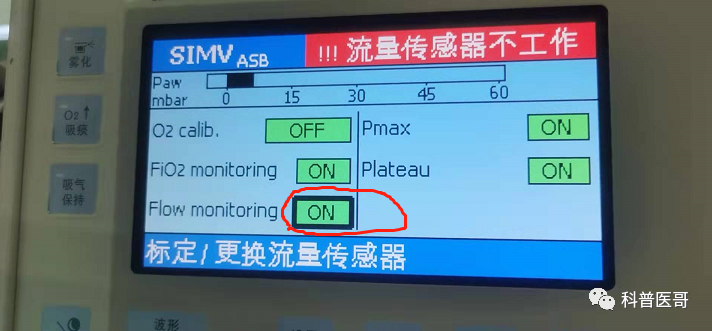 雾化
O2↑
吸痰
吸气
保持
波形
SIMV ASB
!!! 流量传感器不工作
Paw
mbar
0 15 30 45 60
O2 calib. OFF
Pmax ON
FiO2 monitoring ON
Plateau ON
Flow monitoring ON
标定/更换流量传感器
科普医哥